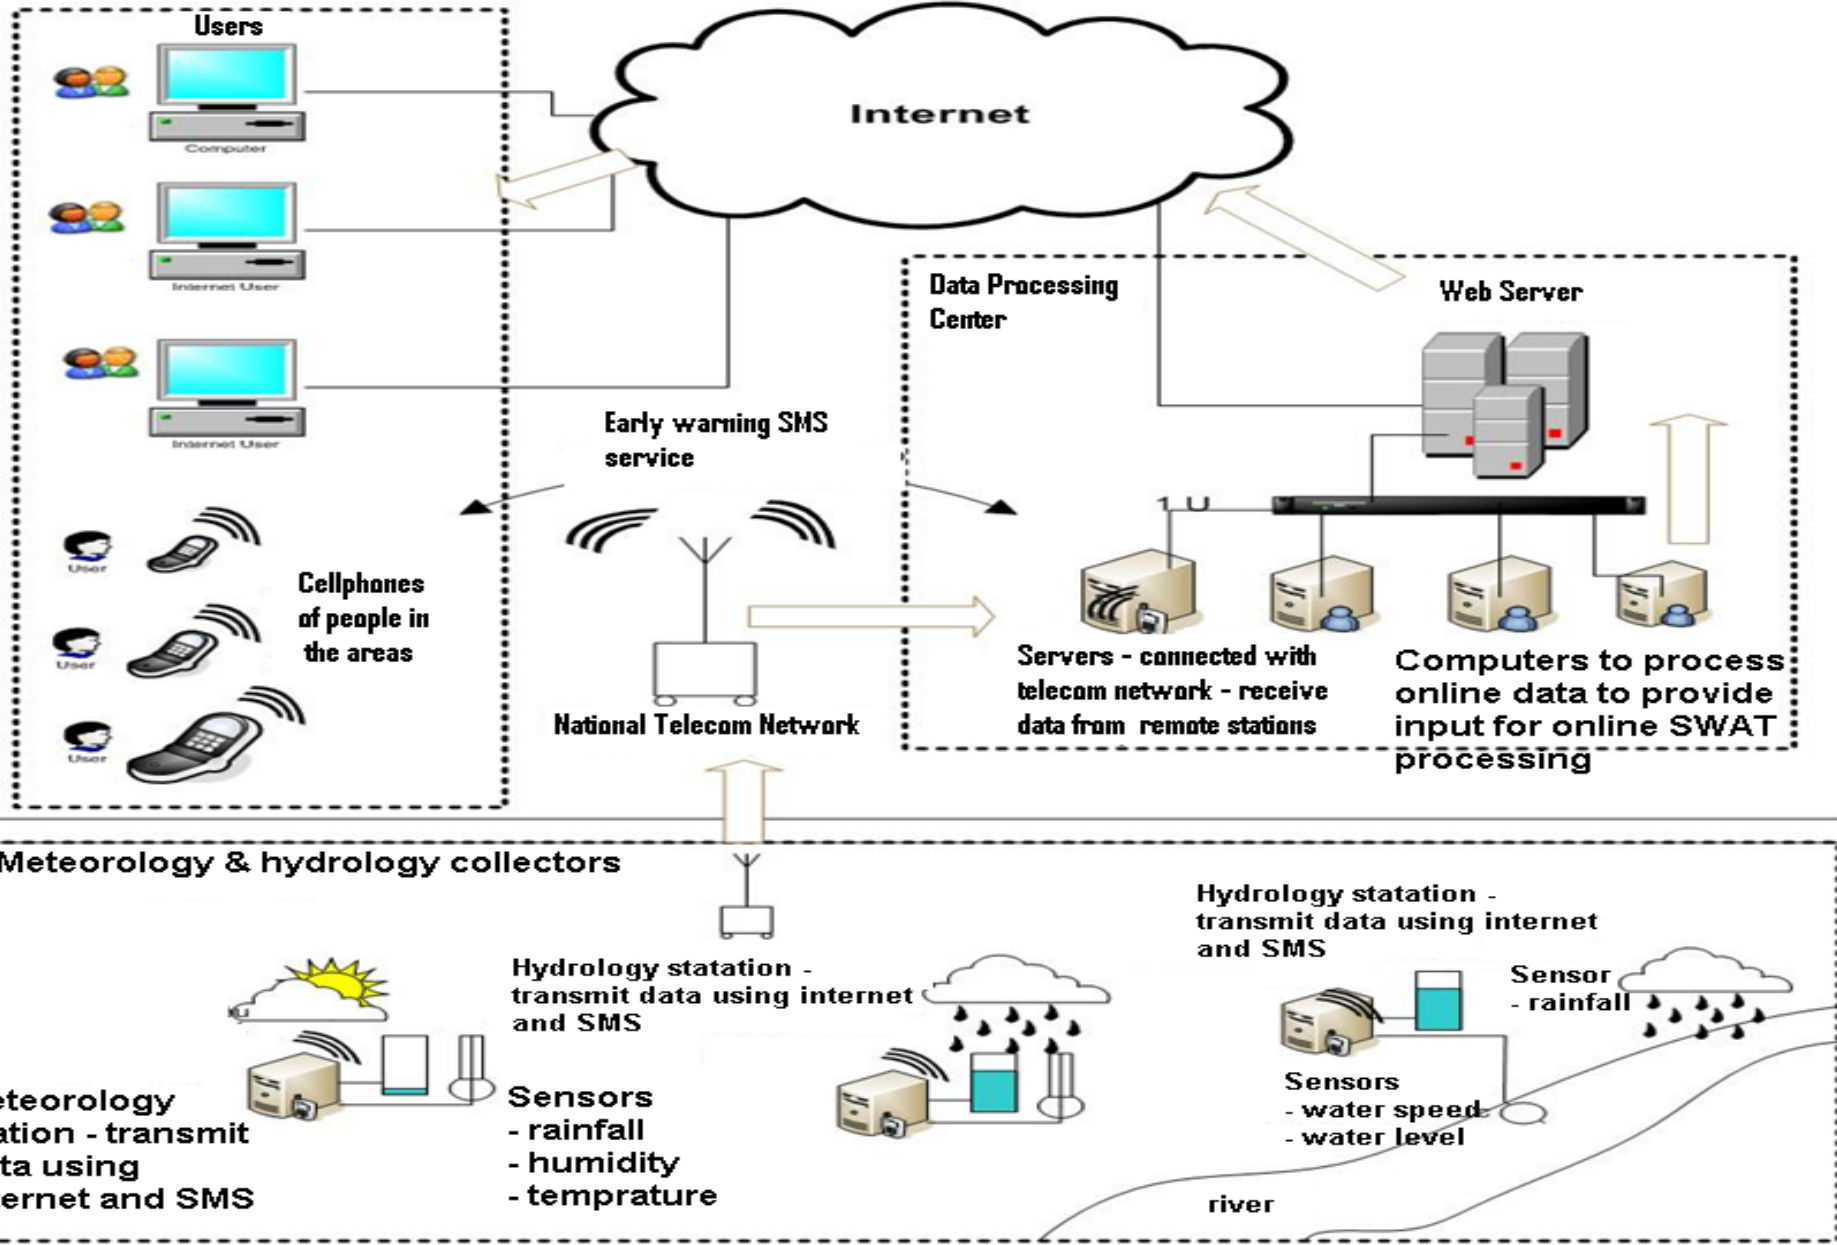 Users
Internet
Computer
Internet User
Internet User
Data Processing
Center
Web Server
Early warning SMS
service
1 U
User
User
User
Cellphones
of people in
the areas
National Telecom Network
Servers - connected with
telecom network - receive
data from remote stations
Computers to process
online data to provide
input for online SWAT
processing
Meteorology & hydrology collectors
Hydrology statation -
transmit data using internet
and SMS
Hydrology statation -
transmit data using internet
and SMS
Sensor
- rainfall
eteorology
ation - transmit
ta using
ernet and SMS
Sensors
- rainfall
- humidity
- temprature
Sensors
- water speed
- water level
river